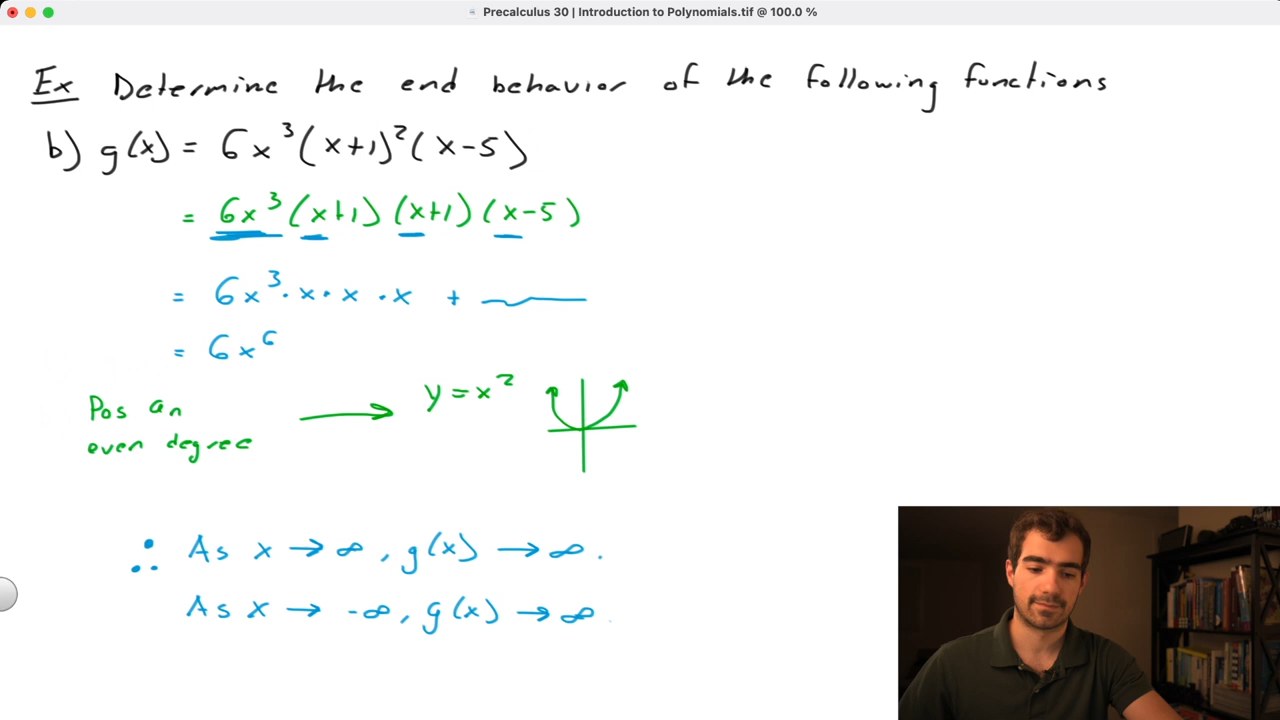 Precalculus 30 | Introduction to Polynomials.tif @ 100.0 %
Ex Determine the end behavior of the following functions
b) g(x) = 6x³(x+1)²(x-5)
= 6x³(x+1)(x+1)(x-5)
= 6x³·x·x·x +
= 6x⁶
Pos an
even degree
→ y = x²
∴ As x → ∞, g(x) → ∞.
As x → -∞, g(x) → ∞